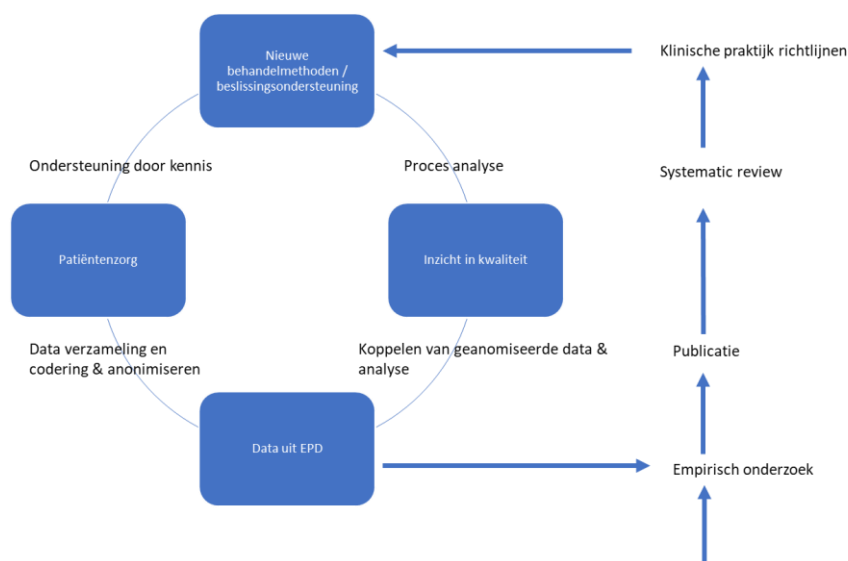 Nieuwe
behandelmethoden /
beslissingsondersteuning
Klinische praktijk richtlijnen
Ondersteuning door kennis
Proces analyse
Systematic review
Patiëntenzorg
Inzicht in kwaliteit
Data verzameling en
codering & anonimiseren
Koppelen van geanomiseerde data &
analyse
Publicatie
Data uit EPD
Empirisch onderzoek